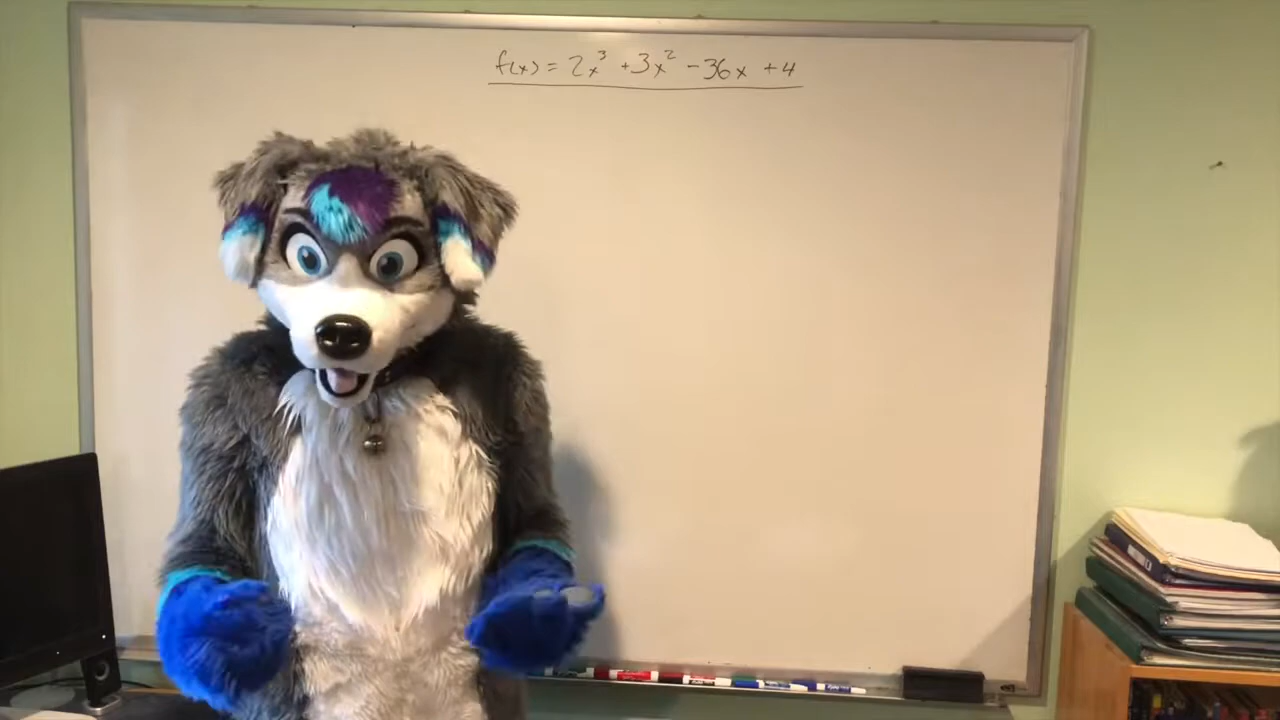 f(x) = 2x³ + 3x² - 36x + 4